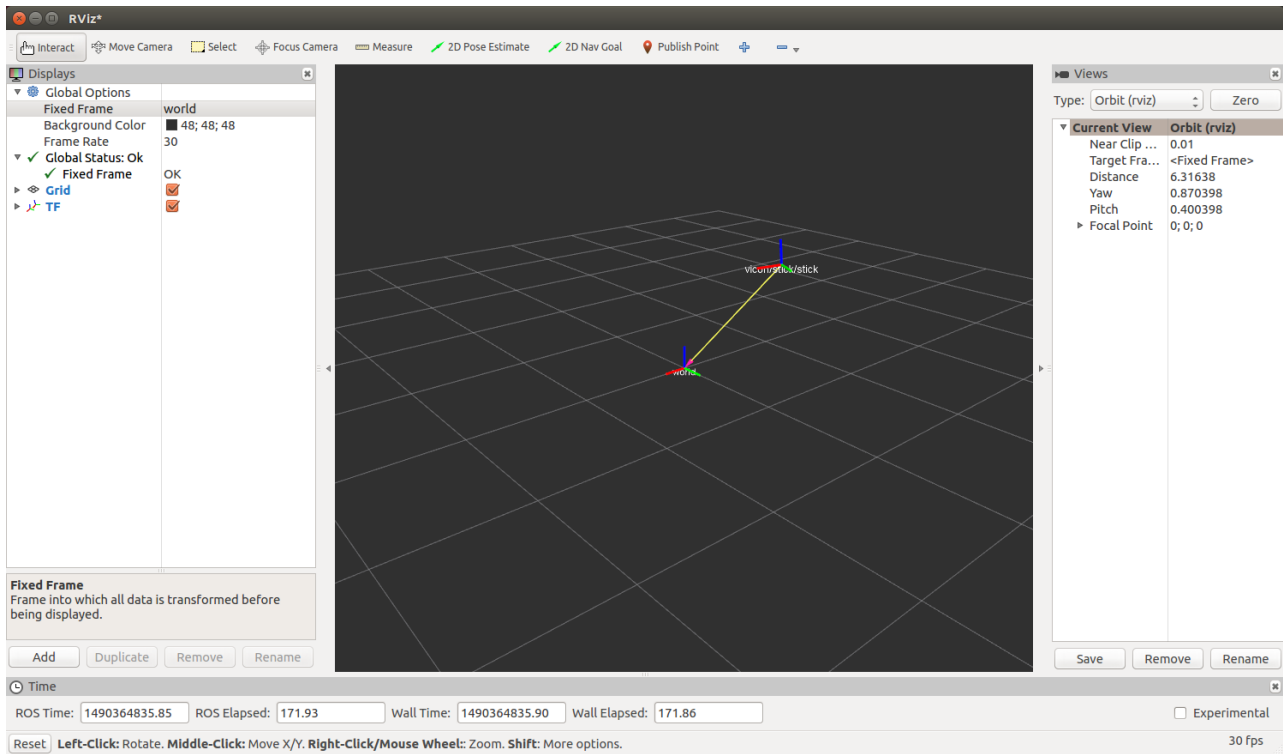 RViz*
Interact Move Camera Select Focus Camera Measure 2D Pose Estimate 2D Nav Goal Publish Point
Displays
Global Options
Fixed Frame world
Background Color 48; 48; 48
Frame Rate 30
Global Status: Ok
Fixed Frame OK
Grid
TF
Fixed Frame
Frame into which all data is transformed before
being displayed.
Add Duplicate Remove Rename
vicon/stick/stick
world
Views
Type: Orbit (rviz) Zero
Current View Orbit (rviz)
Near Clip ... 0.01
Target Fra... <Fixed Frame>
Distance 6.31638
Yaw 0.870398
Pitch 0.400398
Focal Point 0; 0; 0
Save Remove Rename
Time
ROS Time: 1490364835.85 ROS Elapsed: 171.93 Wall Time: 1490364835.90 Wall Elapsed: 171.86 Experimental
Reset Left-Click: Rotate. Middle-Click: Move X/Y. Right-Click/Mouse Wheel:: Zoom. Shift: More options. 30 fps